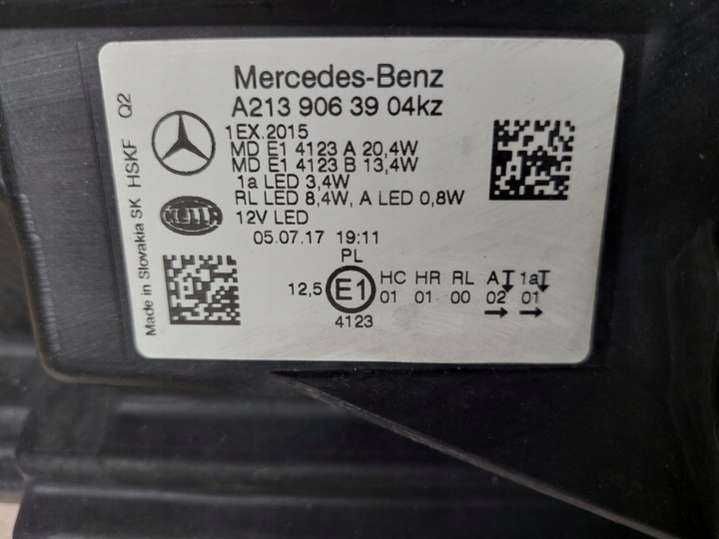 Mercedes-Benz
A213 906 39 04kz
1EX.2015
MD E1 4123 A 20,4W
MD E1 4123 B 13,4W
1a LED 3,4W
RL LED 8,4W, A LED 0,8W
12V LED
05.07.17 19:11
PL
12,5 E1 HC HR RL A 1a
01 01 00 02 01
4123
Made in Slovakia SK HSKF Q2